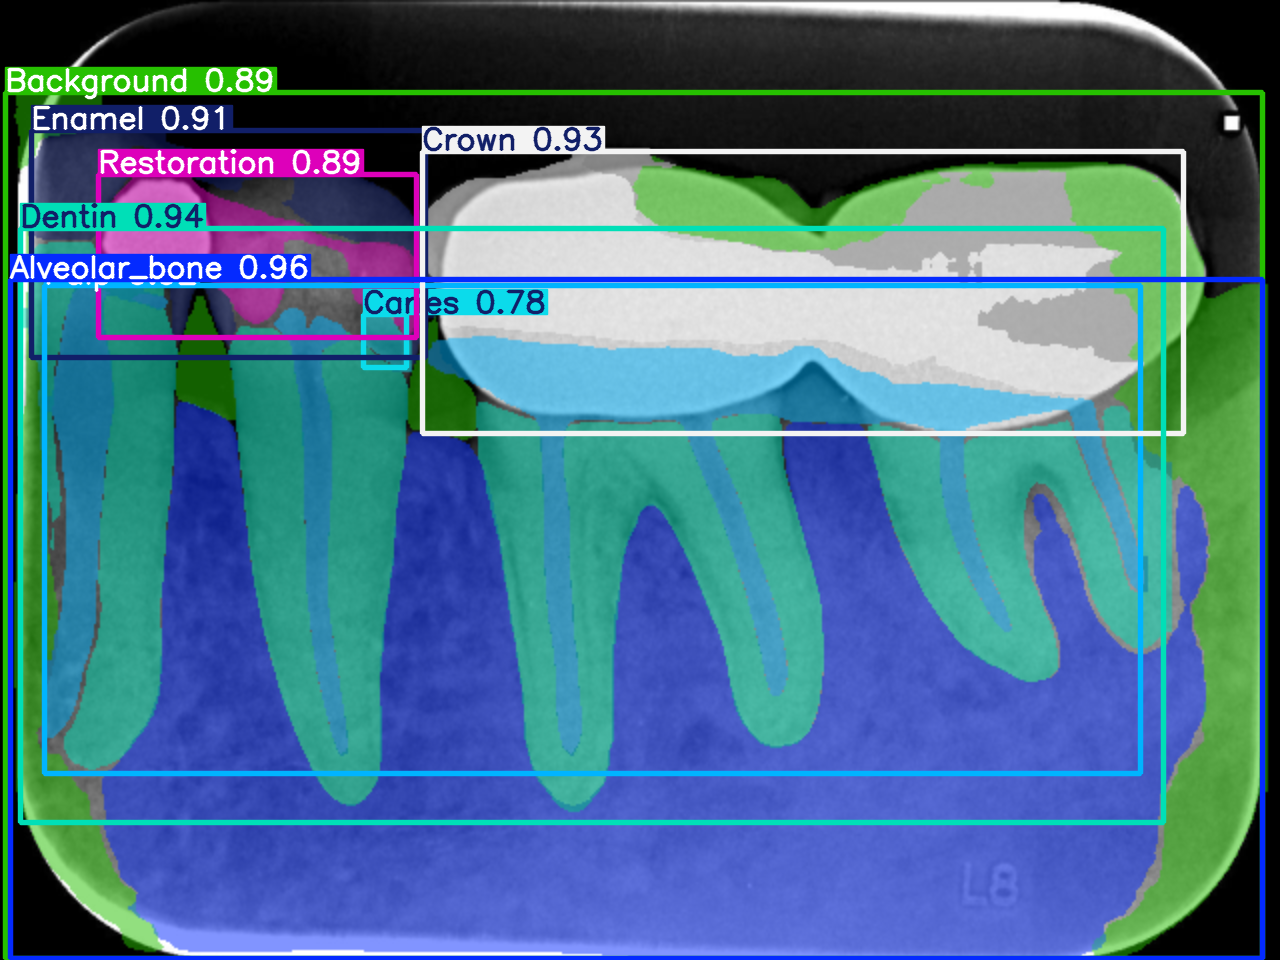 Background 0.89
Enamel 0.91
Crown 0.93
Restoration 0.89
Dentin 0.94
Alveolar_bone 0.96
Caries 0.78
L8